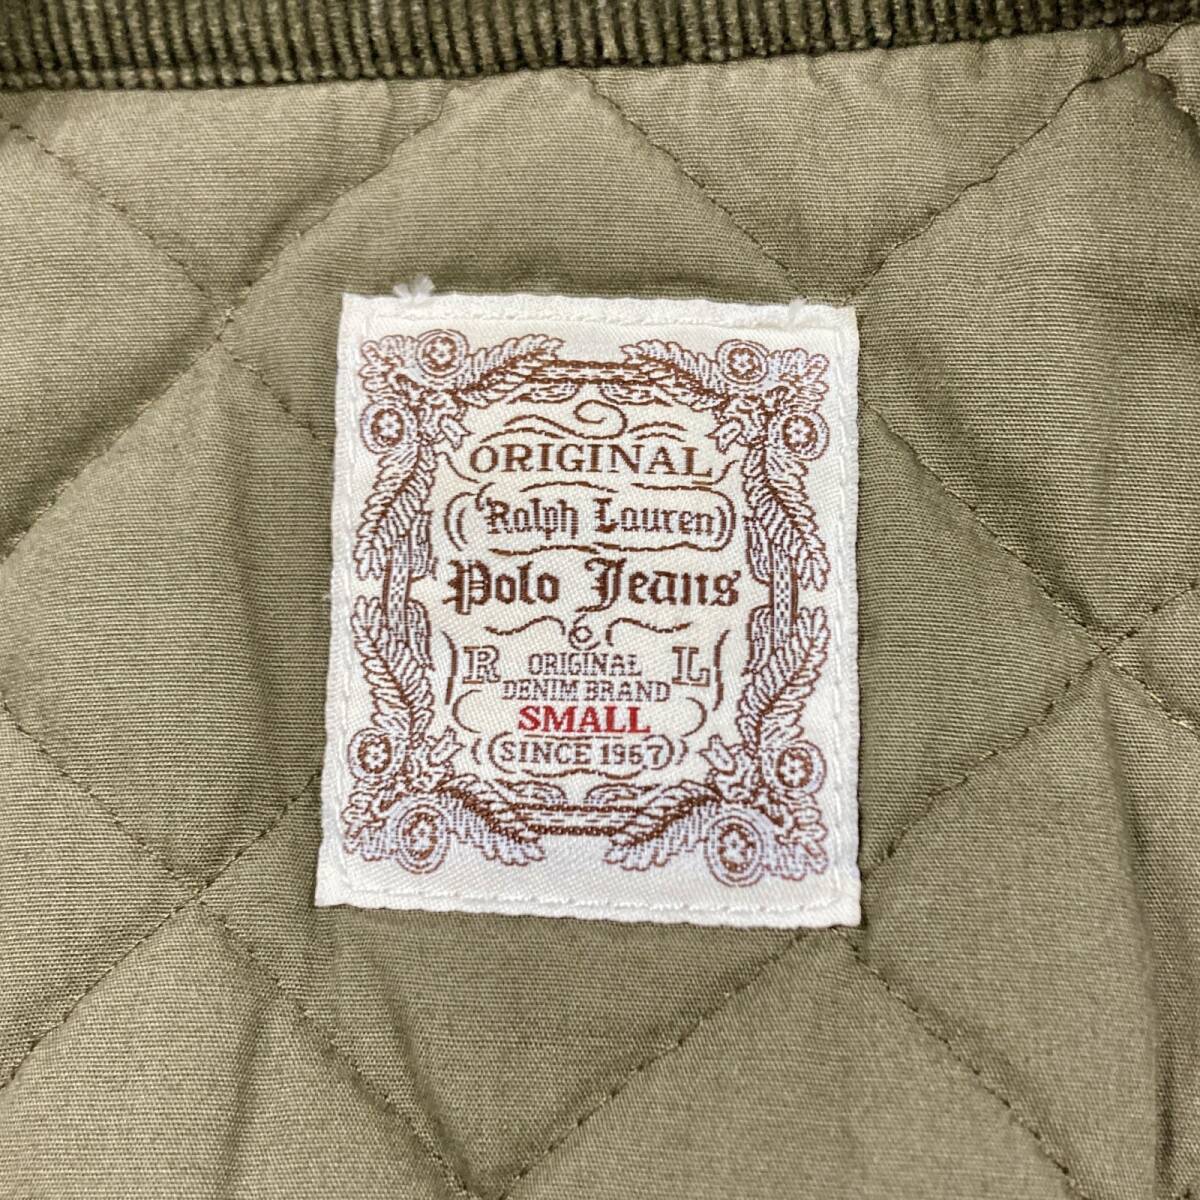 ORIGINAL
Ralph Lauren
Polo Jeans
R ORIGINAL L
DENIM BRAND
SMALL
SINCE 1967